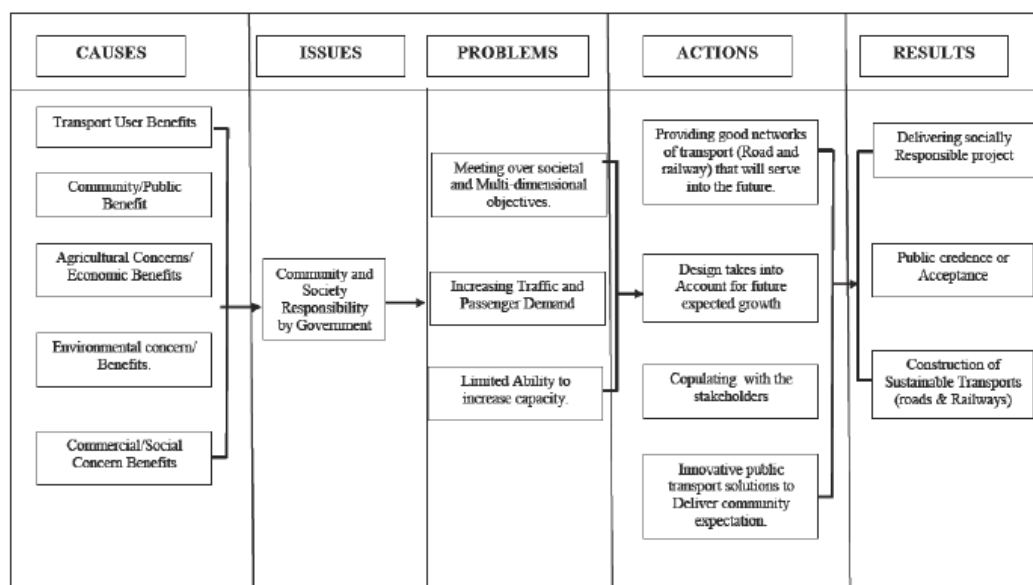 CAUSES
ISSUES
PROBLEMS
ACTIONS
RESULTS
Transport User Benefits
Community/Public
Benefit
Agricultural Concerns/
Economic Benefits
Environmental concern/
Benefits.
Commercial/Social
Concern Benefits
Community and
Society
Responsibility
by Government
Meeting over societal
and Multi-dimensional
objectives.
Increasing Traffic and
Passenger Demand
Limited Ability to
increase capacity.
Providing good networks
of transport (Road and
railway) that will serve
into the future.
Design takes into
Account for future
expected growth
Copulating with the
stakeholders
Innovative public
transport solutions to
Deliver community
expectation.
Delivering socially
Responsible project
Public credence or
Acceptance
Construction of
Sustainable Transports
(roads & Railways)